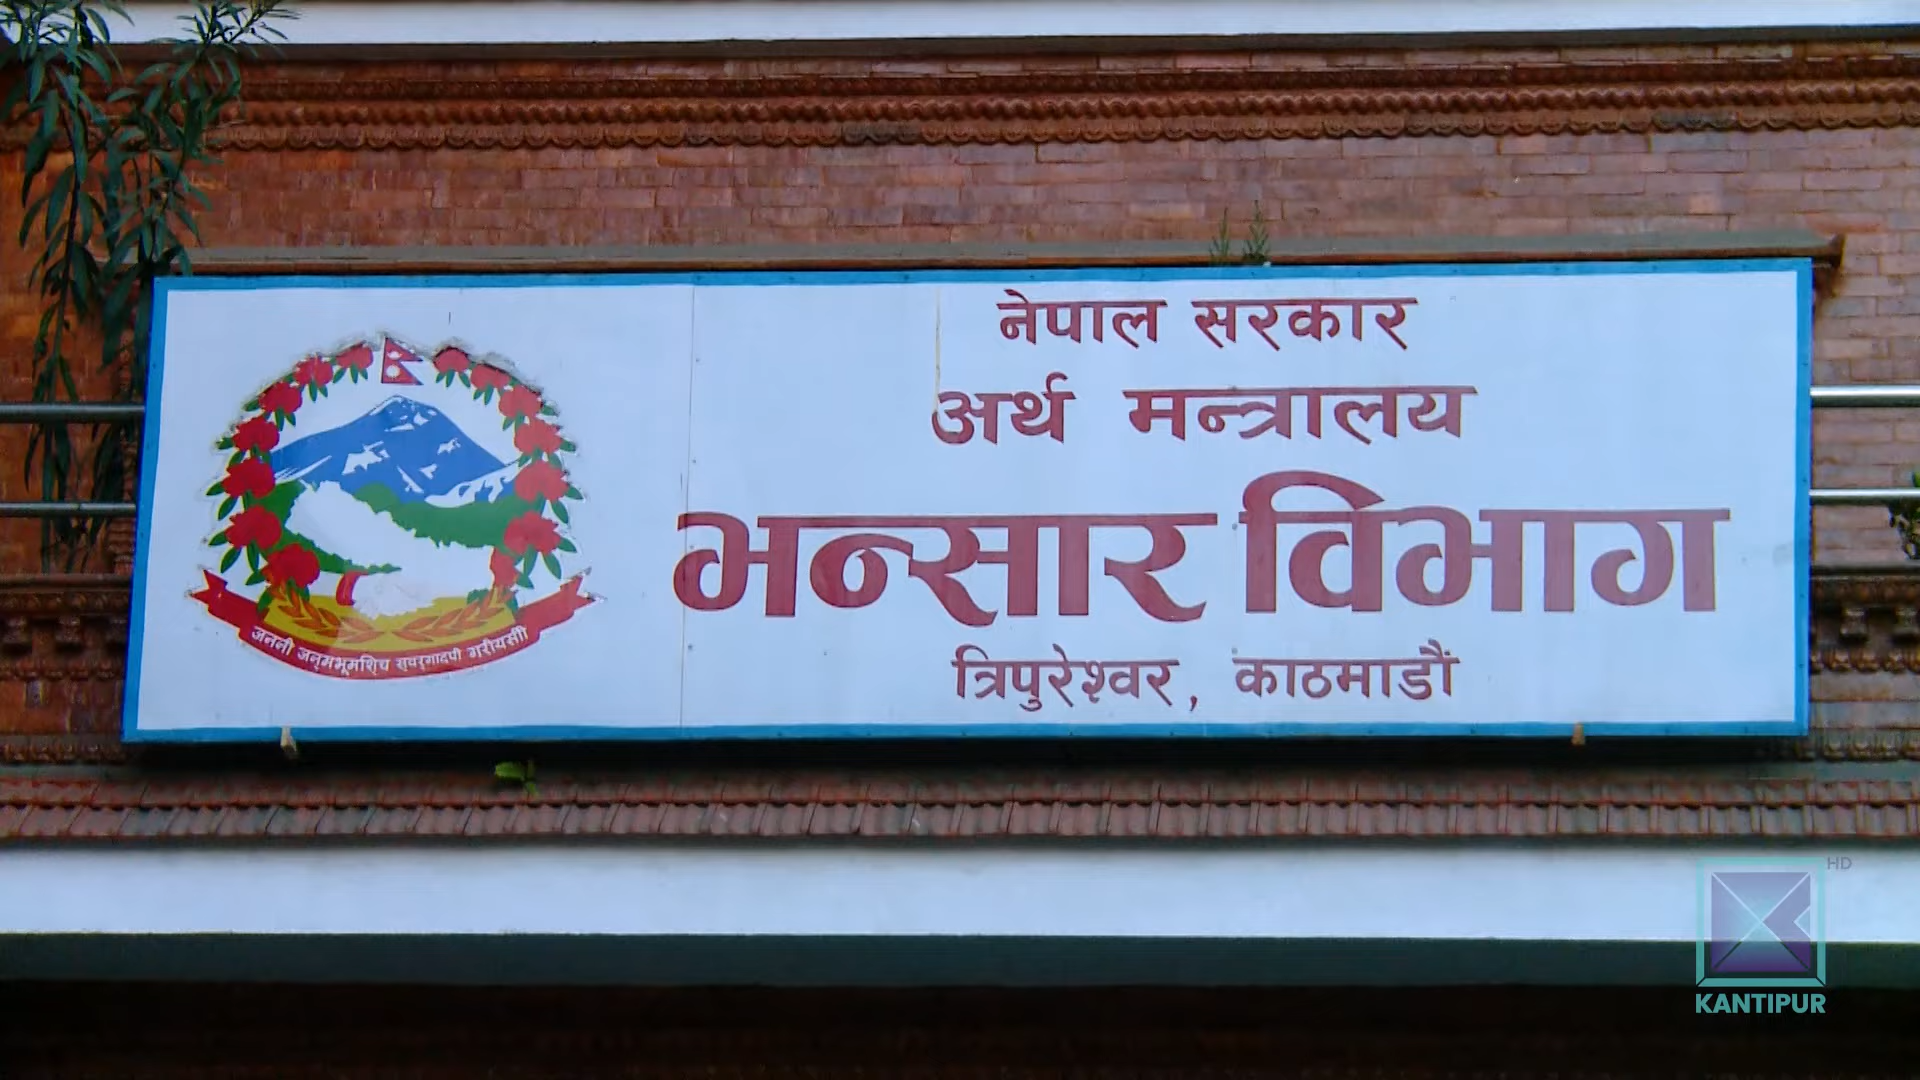 नेपाल सरकार
अर्थ मन्त्रालय
भन्सार विभाग
त्रिपुरेश्वर, काठमाडौं
जननी जन्मभूमिश्च स्वर्गादपी गरीयसी
HD
KANTIPUR